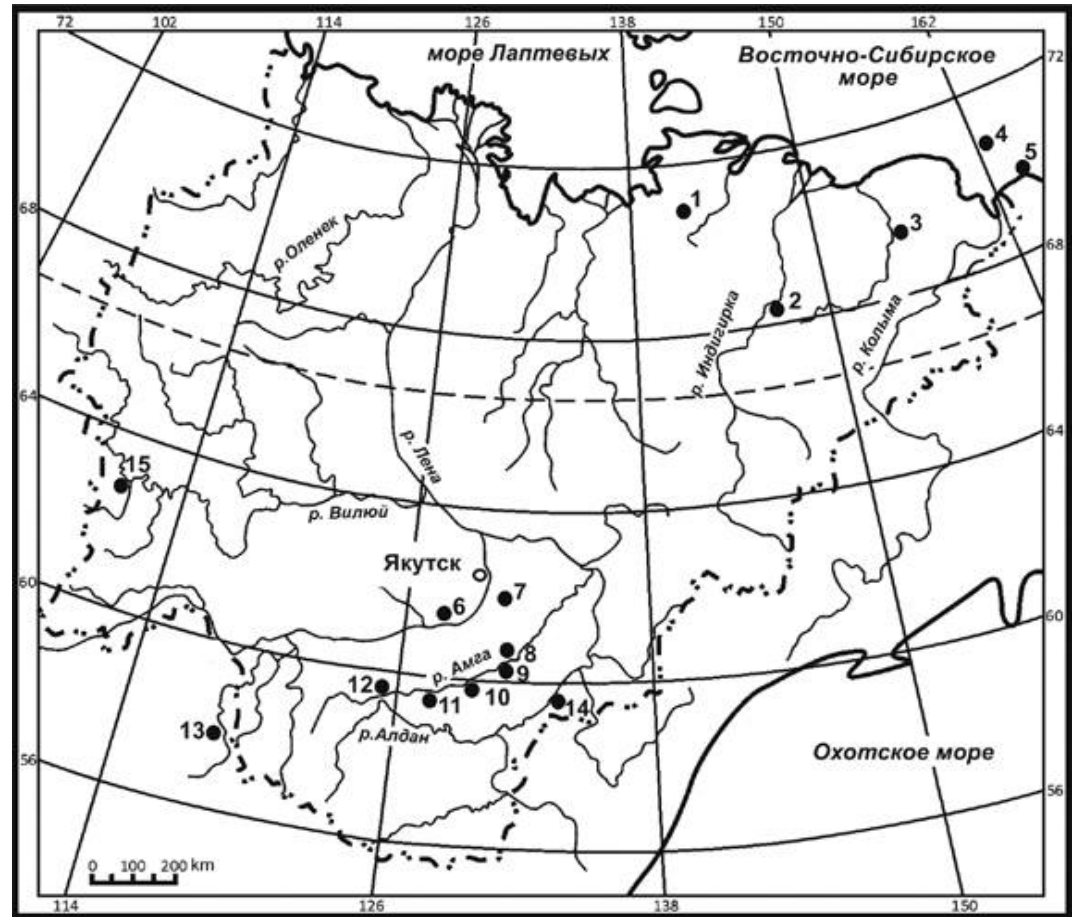 72 102 114 126 138 150 162
море Лаптевых
Восточно-Сибирское
море
72
4
5
1
3
68
68
р.Оленек
2
р. Индигирка
р. Колыма
64
64
р. Лена
15
р. Вилюй
Якутск
60
7
6
60
8
р. Амга
9
12
10
11
14
р.Алдан
13
Охотское море
56
56
0 100 200 km
114 126 138 150